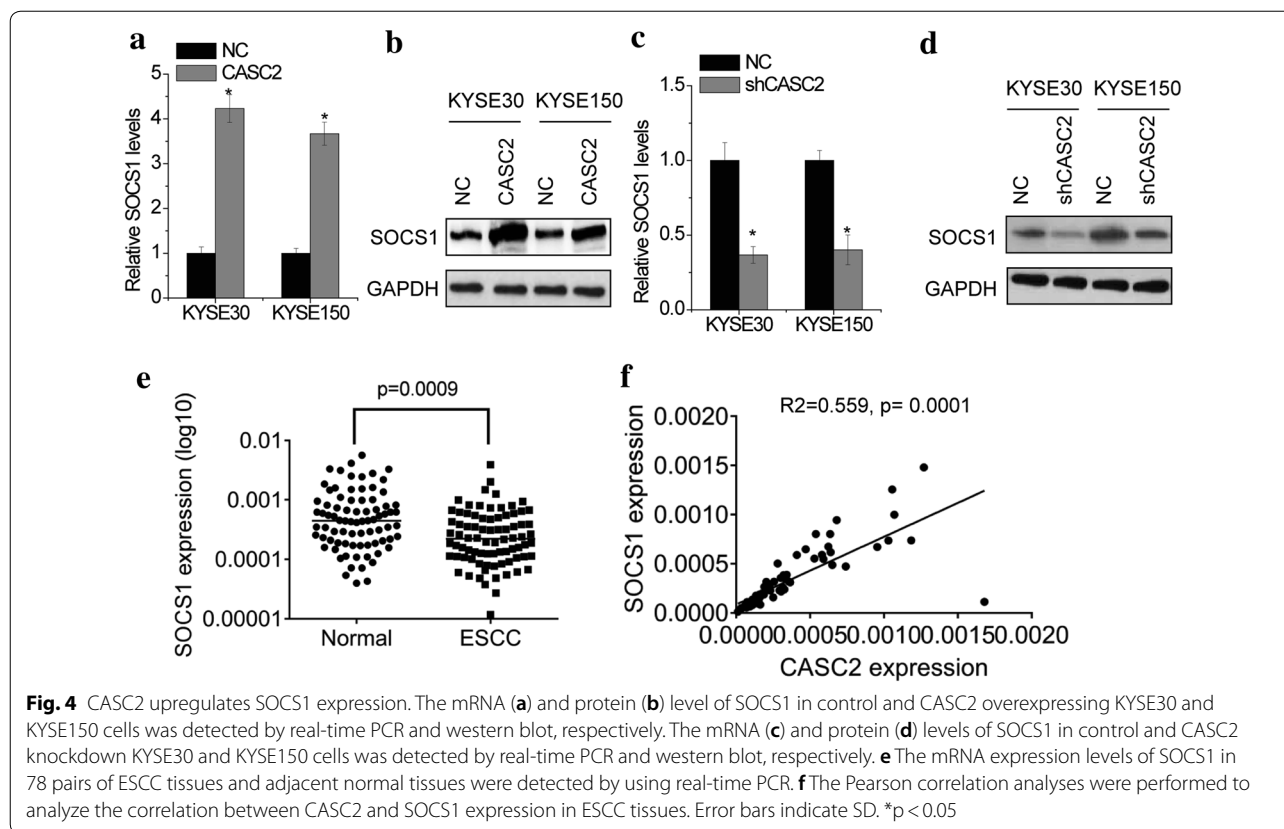 a
NC
CASC2
Relative SOCS1 levels
5
4
3
2
1
0
*
*
KYSE30 KYSE150
b
KYSE30 KYSE150
NC CASC2 NC CASC2
SOCS1
GAPDH
c
NC
shCASC2
Relative SOCS1 levels
1.5
1.0
0.5
0.0
*
*
KYSE30 KYSE150
d
KYSE30 KYSE150
NC shCASC2 NC shCASC2
SOCS1
GAPDH
e
p=0.0009
SOCS1 expression (log10)
0.01
0.001
0.0001
0.00001
Normal ESCC
f
R2=0.559, p= 0.0001
SOCS1 expression
0.0020
0.0015
0.0010
0.0005
0.0000
0.00000.00050.00100.00150.0020
CASC2 expression
Fig. 4 CASC2 upregulates SOCS1 expression. The mRNA (a) and protein (b) level of SOCS1 in control and CASC2 overexpressing KYSE30 and
KYSE150 cells was detected by real-time PCR and western blot, respectively. The mRNA (c) and protein (d) levels of SOCS1 in control and CASC2
knockdown KYSE30 and KYSE150 cells was detected by real-time PCR and western blot, respectively. e The mRNA expression levels of SOCS1 in
78 pairs of ESCC tissues and adjacent normal tissues were detected by using real-time PCR. f The Pearson correlation analyses were performed to
analyze the correlation between CASC2 and SOCS1 expression in ESCC tissues. Error bars indicate SD. *p < 0.05